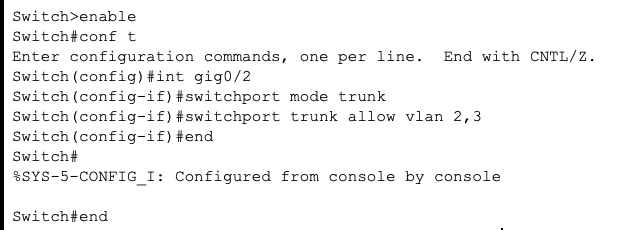 Switch>enable
Switch#conf t
Enter configuration commands, one per line.  End with CNTL/Z.
Switch(config)#int gig0/2
Switch(config-if)#switchport mode trunk
Switch(config-if)#switchport trunk allow vlan 2,3
Switch(config-if)#end
Switch#
%SYS-5-CONFIG_I: Configured from console by console
Switch#end